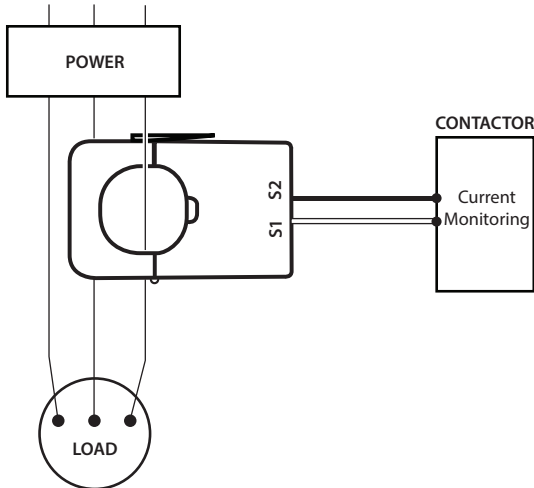 POWER
CONTACTOR
S2
S1
Current
Monitoring
LOAD